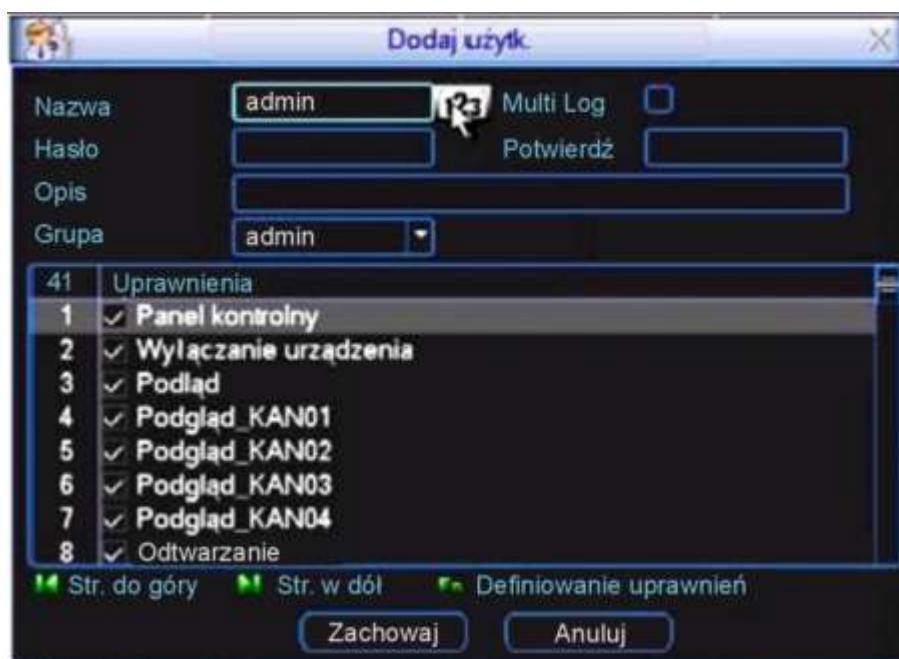 Dodaj użytk.
Nazwa admin 123 Multi Log
Hasło Potwierdź
Opis
Grupa admin
41 Uprawnienia
1 Panel kontrolny
2 Wyłączanie urządzenia
3 Podląd
4 Podgląd_KAN01
5 Podgląd_KAN02
6 Podgląd_KAN03
7 Podgląd_KAN04
8 Odtwarzanie
Str. do góry Str. w dół Fn Definiowanie uprawnień
Zachowaj Anuluj